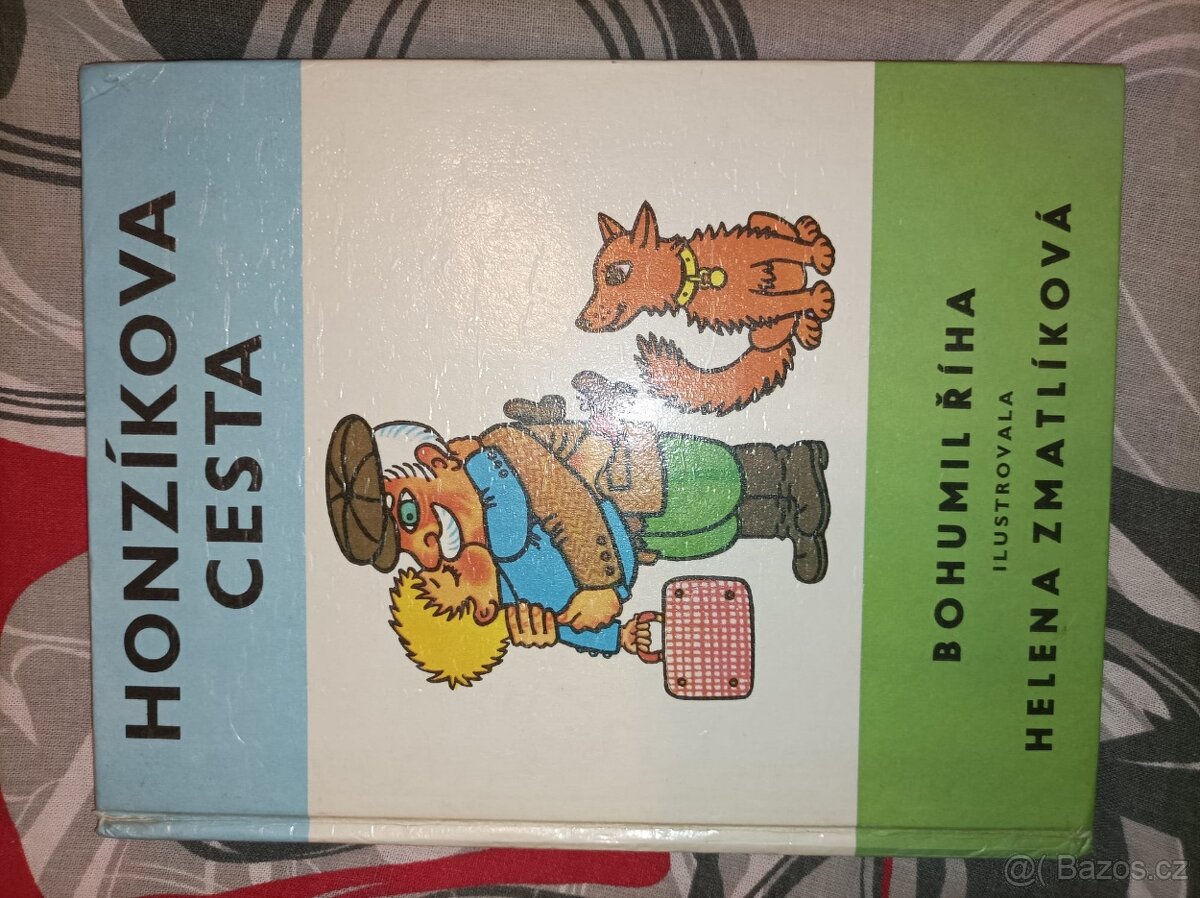 HONZÍKOVA
CESTA
BOHUMIL ŘÍHA
ILUSTROVALA
HELENA ZMATLÍKOVÁ
@( Bazos.cz